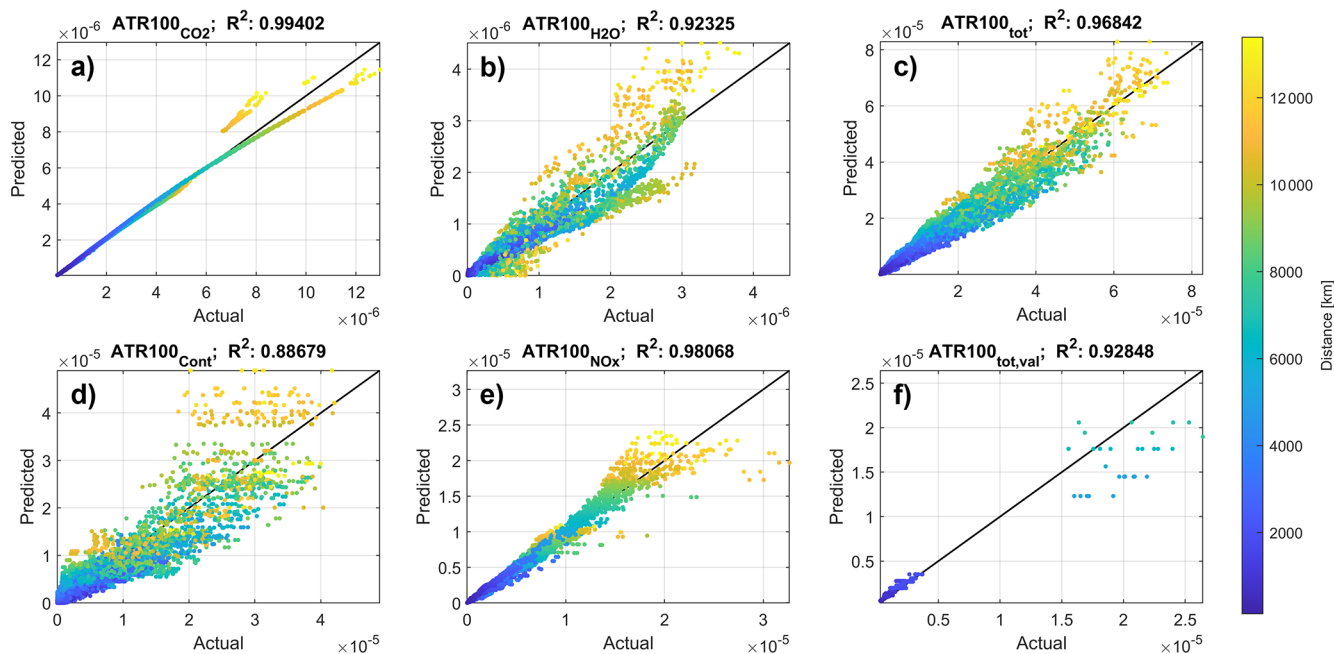 ATR100CO2; R2: 0.99402
×10-6
a)
12
10
8
6
4
2
Predicted
2 4 6 8 10 12
Actual
×10-6
ATR100H2O; R2: 0.92325
×10-6
b)
4
3
2
1
0
Predicted
0 1 2 3 4
Actual
×10-6
ATR100tot; R2: 0.96842
×10-5
c)
8
6
4
2
Predicted
2 4 6 8
Actual
×10-5
ATR100Cont; R2: 0.88679
×10-5
d)
4
3
2
1
0
Predicted
0 1 2 3 4
Actual
×10-5
ATR100NOx; R2: 0.98068
×10-5
e)
3
2.5
2
1.5
1
0.5
0
Predicted
0 1 2 3
Actual
×10-5
ATR100tot,val; R2: 0.92848
×10-5
f)
2.5
2
1.5
1
0.5
Predicted
0.5 1 1.5 2 2.5
Actual
×10-5
12000
10000
8000
6000
4000
2000
Distance [km]